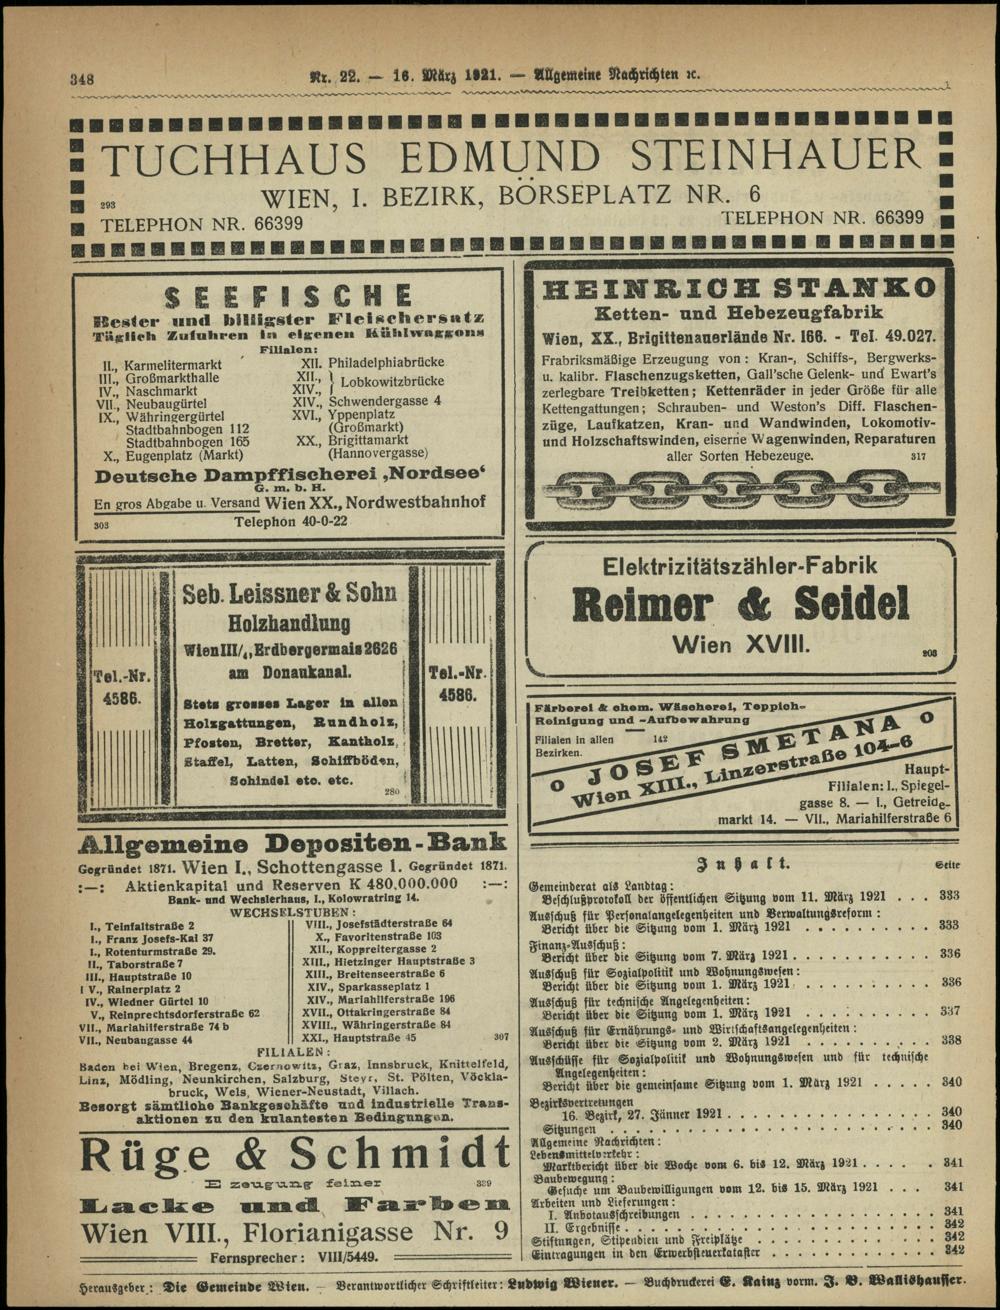 348
Nr. 22. — 16. März 1921. — Allgemeine Nachrichten ꝛc.
TUCHHAUS EDMUND STEINHAUER
WIEN, I. BEZIRK, BÖRSEPLATZ NR. 6
293
TELEPHON NR. 66399
TELEPHON NR. 66399
SEEFISCHE
Bester und billigster Fleischersatz
Täglich Zufuhren in eigenen Kühlwaggons
Filialen:
II., Karmelitermarkt
III., Großmarkthalle
IV., Naschmarkt
VII., Neubaugürtel
IX., Währingergürtel
Stadtbahnbogen 112
Stadtbahnbogen 165
X., Eugenplatz (Markt)
XII. Philadelphiabrücke
XII., } Lobkowitzbrücke
XIV.,
XIV., Schwendergasse 4
XVI., Yppenplatz
(Großmarkt)
XX., Brigittamarkt
(Hannovergasse)
Deutsche Dampffischerei ‚Nordsee‘
G. m. b. H.
En gros Abgabe u. Versand Wien XX., Nordwestbahnhof
303
Telephon 40-0-22
HEINRICH STANKO
Ketten- und Hebezeugfabrik
Wien, XX., Brigittenauerlände Nr. 166. - Tel. 49.027.
Frabriksmäßige Erzeugung von: Kran-, Schiffs-, Bergwerks-
u. kalibr. Flaschenzugsketten, Gall'sche Gelenk- und Ewart's
zerlegbare Treibketten; Kettenräder in jeder Größe für alle
Kettengattungen; Schrauben- und Weston's Diff. Flaschen-
züge, Laufkatzen, Kran- und Wandwinden, Lokomotiv-
und Holzschaftswinden, eiserne Wagenwinden, Reparaturen
aller Sorten Hebezeuge. 317
Seb. Leissner & Sohn
Holzhandlung
Wien III/4, Erdbergermais 2626
am Donaukanal.
Tel.-Nr.
4586.
Tel.-Nr.
4586.
Stets grosses Lager in allen
Holzgattungen, Rundholz,
Pfosten, Bretter, Kantholz,
Staffel, Latten, Schiffböden,
Schindel etc. etc.
280
Elektrizitätszähler-Fabrik
Reimer & Seidel
Wien XVIII.
208
Färberei & chem. Wäscherei, Teppich-
Reinigung und -Aufbewahrung
Filialen in allen
Bezirken.
142
JOSEF SMETANA
Wien XIII., Linzerstraße 104-6
Haupt-
Filialen: I., Spiegel-
gasse 8. — I., Getreide-
markt 14. — VII., Mariahilferstraße 6
Allgemeine Depositen-Bank
Gegründet 1871. Wien I., Schottengasse 1. Gegründet 1871.
:—: Aktienkapital und Reserven K 480,000.000 :—:
Bank- und Wechslerhaus, I., Kolowratring 14.
WECHSELSTUBEN:
I., Teinfaltstraße 2
I., Franz Josefs-Kai 37
I., Rotenturmstraße 29.
II., Taborstraße 7
III., Hauptstraße 10
IV., Rainerplatz 2
IV., Wiedner Gürtel 10
V., Reinprechtsdorferstraße 62
VII., Mariahilferstraße 74 b
VII., Neubaugasse 44
VIII., Josefstädterstraße 64
X., Favoritenstraße 103
XII., Koppreitergasse 2
XIII., Hietzinger Hauptstraße 3
XIII., Breitenseerstraße 6
XIV., Sparkasseplatz 1
XIV., Mariahilferstraße 196
XVII., Ottakringerstraße 84
XVIII., Währingerstraße 84
XXI., Hauptstraße 45
307
FILIALEN:
Baden bei Wien, Bregenz, Czernowitz, Graz, Innsbruck, Knittelfeld,
Linz, Mödling, Neunkirchen, Salzburg, Steyr, St. Pölten, Vöckla-
bruck, Wels, Wiener-Neustadt, Villach.
Besorgt sämtliche Bankgeschäfte und industrielle Trans-
aktionen zu den kulantesten Bedingungen.
Rüge & Schmidt
Erzeugung feiner
339
Lacke und Farben
Wien VIII., Florianigasse Nr. 9
Fernsprecher: VIII/5449.
Inhalt.
Seite
Gemeinderat als Landtag:
Beschlußprotokoll der öffentlichen Sitzung vom 11. März 1921 . . . 333
Ausschuß für Personalangelegenheiten und Verwaltungsreform:
Bericht über die Sitzung vom 1. März 1921 . . . . . . . . . 333
Finanz-Ausschuß:
Bericht über die Sitzung vom 7. März 1921 . . . . . . . . . 336
Ausschuß für Sozialpolitik und Wohnungswesen:
Bericht über die Sitzung vom 1. März 1921 . . . . . . . . . 336
Ausschuß für technische Angelegenheiten:
Bericht über die Sitzung vom 1. März 1921 . . . . . . . . . 337
Ausschuß für Ernährungs- und Wirtschaftsangelegenheiten:
Bericht über die Sitzung vom 2. März 1921 . . . . . . . . . 338
Ausschüsse für Sozialpolitik und Wohnungswesen und für technische
Angelegenheiten:
Bericht über die gemeinsame Sitzung vom 1. März 1921 . . . . . 340
Bezirksvertretungen
16. Bezirk, 27. Jänner 1921 . . . . . . . . . . . . . . 340
Sitzungen . . . . . . . . . . . . . . . . . . . . 340
Allgemeine Nachrichten:
Lebensmittelverkehr:
Marktbericht über die Woche vom 6. bis 12. März 1921 . . . . . 341
Baubewegung:
Gesuche um Baubewilligungen vom 12. bis 15. März 1921 . . . 341
Arbeiten und Lieferungen:
I. Anbotausschreibungen . . . . . . . . . . . . . . . . 341
II. Ergebnisse . . . . . . . . . . . . . . . . . . . . 342
Stiftungen, Stipendien und Freiplätze . . . . . . . . . . . . 342
Eintragungen in den Erwerbsteuerkataster . . . . . . . . . . . 342
Herausgeber: Die Gemeinde Wien. — Verantwortlicher Schriftleiter: Ludwig Wiener. — Buchdruckerei E. Kainz vorm. J. B. Wallishausser.